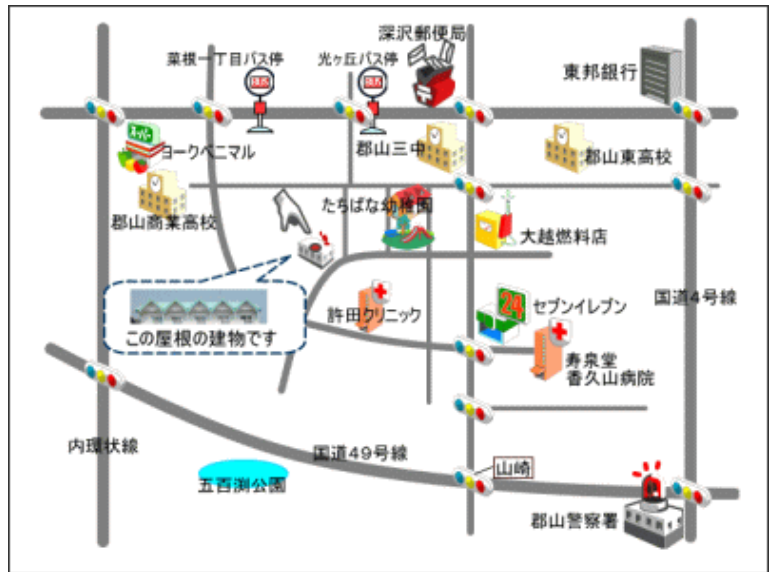 深沢郵便局
菜根一丁目バス停
光ヶ丘バス停
東邦銀行
BUS
BUS
スーパー
ヨークベニマル
郡山三中
郡山東高校
郡山商業高校
たちばな幼稚園
大越燃料店
国道4号線
24
セブンイレブン
許田クリニック
この屋根の建物です
寿泉堂
香久山病院
内環状線
国道49号線
山崎
五百渕公園
郡山警察署